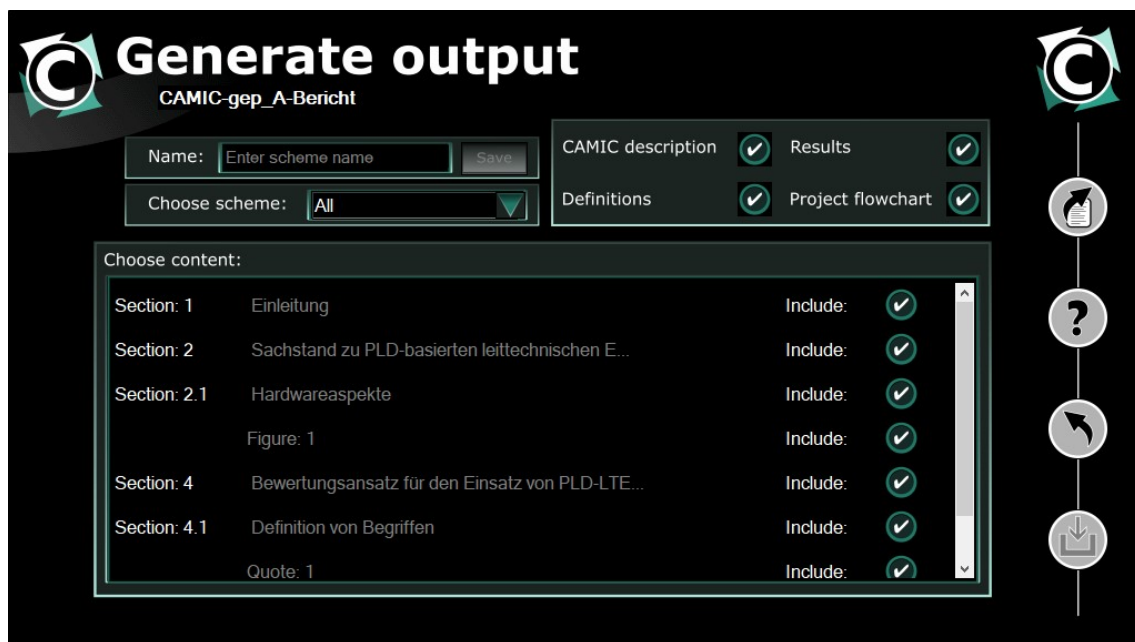 C
Generate output
C
CAMIC-gep_A-Bericht
Name: Enter scheme name Save
CAMIC description Results
Choose scheme: All
Definitions Project flowchart
Choose content:
Section: 1 Einleitung Include:
Section: 2 Sachstand zu PLD-basierten leittechnischen E... Include:
Section: 2.1 Hardwareaspekte Include:
Figure: 1 Include:
Section: 4 Bewertungsansatz für den Einsatz von PLD-LTE... Include:
Section: 4.1 Definition von Begriffen Include:
Quote: 1 Include:
?